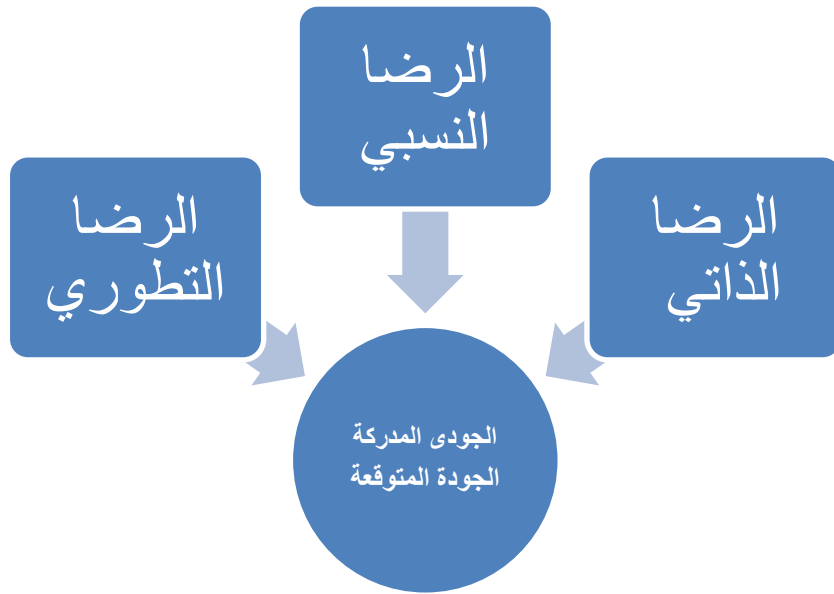 الرضا
النسبي
الرضا
الذاتي
الرضا
التطوري
الجودى المدركة
الجودة المتوقعة